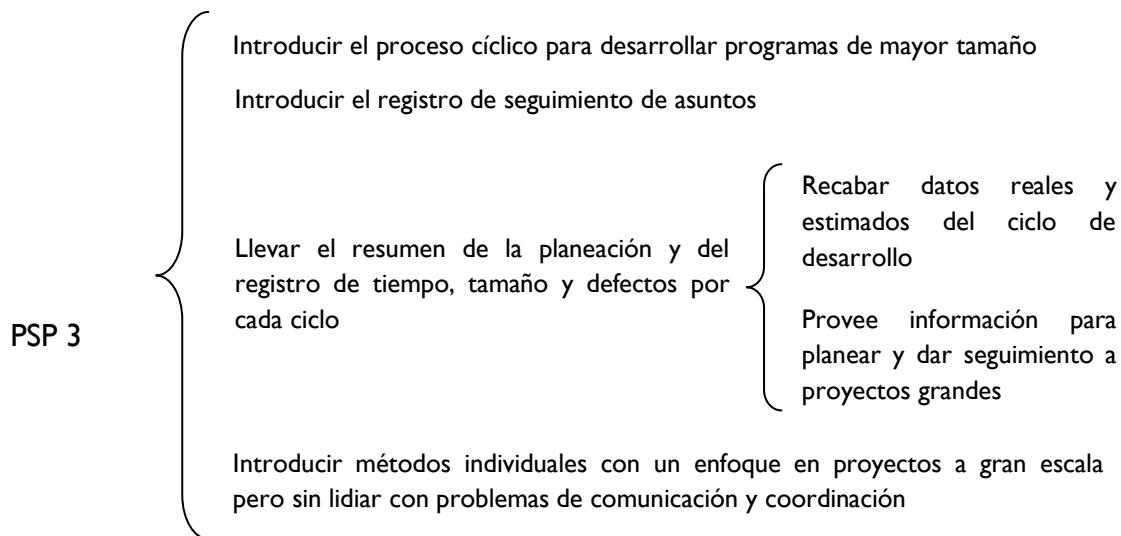 Introducir el proceso cíclico para desarrollar programas de mayor tamaño
Introducir el registro de seguimiento de asuntos
Recabar datos reales y
estimados del ciclo de
desarrollo
Llevar el resumen de la planeación y del
registro de tiempo, tamaño y defectos por
cada ciclo
Provee información para
planear y dar seguimiento a
proyectos grandes
PSP 3
Introducir métodos individuales con un enfoque en proyectos a gran escala
pero sin lidiar con problemas de comunicación y coordinación